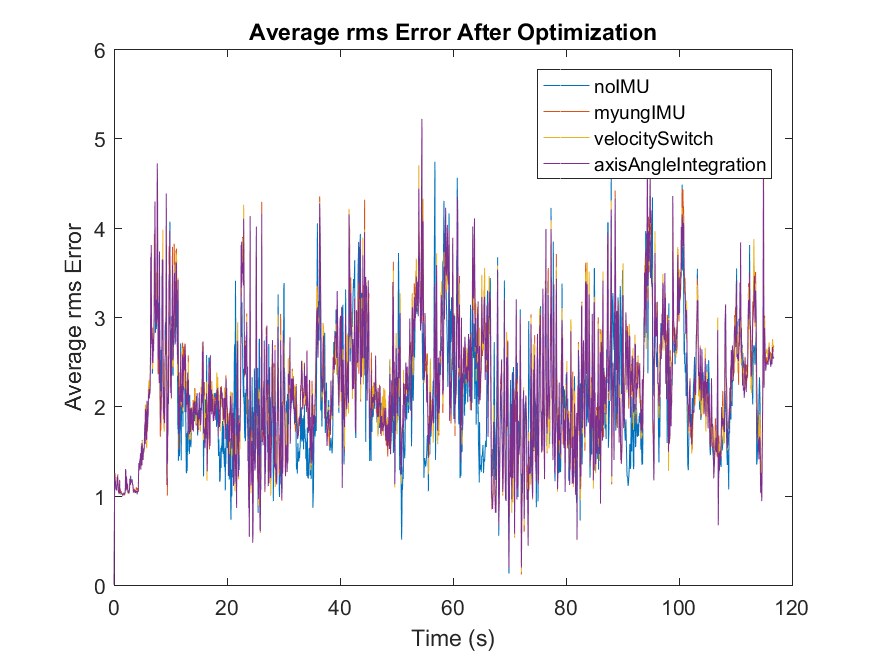 Average rms Error After Optimization
6
5
4
3
2
1
0
Average rms Error
noIMU
myungIMU
velocitySwitch
axisAngleIntegration
0 20 40 60 80 100 120
Time (s)